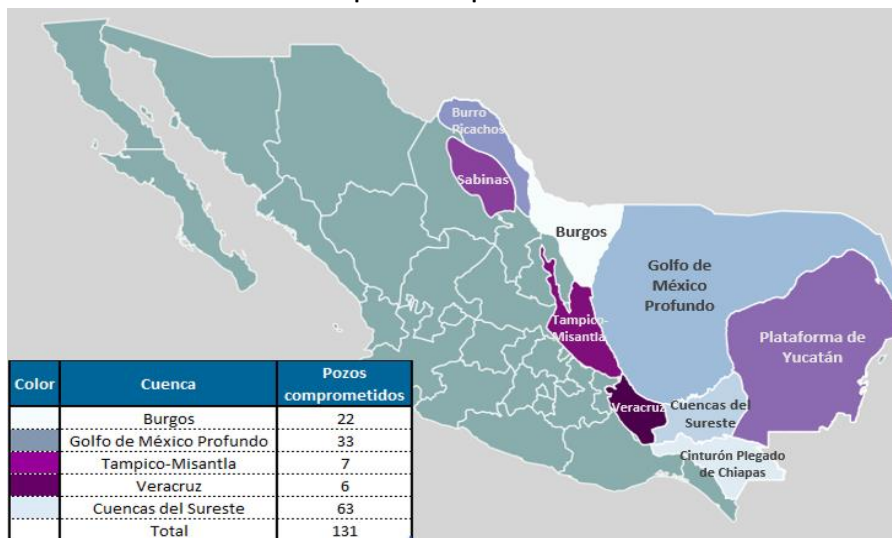 Burro
Picachos
Sabinas
Burgos
Golfo de
México
Profundo
Tampico-
Misantla
Plataforma de
Yucatán
Veracruz
Cuencas del
Sureste
Cinturón Plegado
de Chiapas
Color Cuenca Pozos comprometidos
Burgos 22
Golfo de México Profundo 33
Tampico-Misantla 7
Veracruz 6
Cuencas del Sureste 63
Total 131